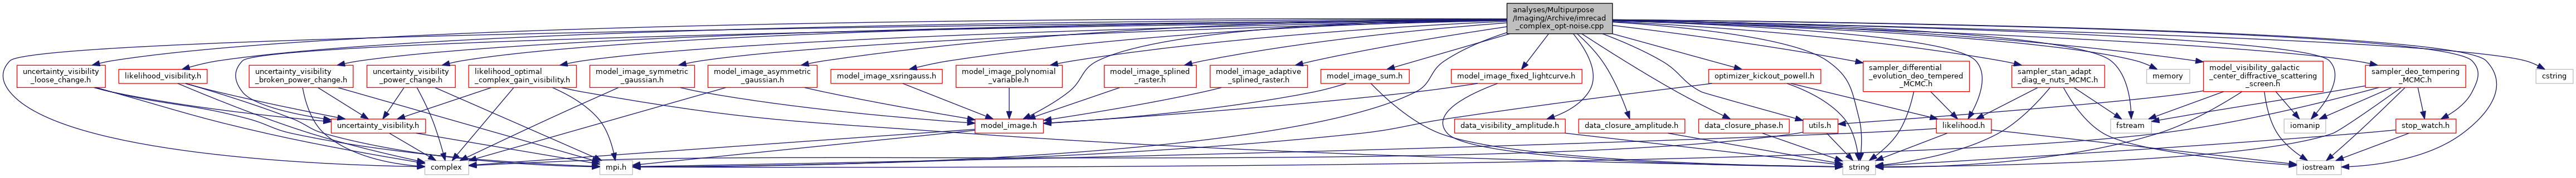 analyses/Multipurpose
/Imaging/Archive/imrecad
_complex_opt-noise.cpp
uncertainty_visibility
_loose_change.h
likelihood_visibility.h
uncertainty_visibility
_broken_power_change.h
uncertainty_visibility
_power_change.h
likelihood_optimal
_complex_gain_visibility.h
model_image_symmetric
_gaussian.h
model_image_asymmetric
_gaussian.h
model_image_xsringauss.h
model_image_polynomial
_variable.h
model_image_splined
_raster.h
model_image_adaptive
_splined_raster.h
model_image_sum.h
model_image_fixed_lightcurve.h
optimizer_kickout_powell.h
sampler_differential
_evolution_deo_tempered
_MCMC.h
sampler_stan_adapt
_diag_e_nuts_MCMC.h
memory
model_visibility_galactic
_center_diffractive_scattering
_screen.h
sampler_deo_tempering
_MCMC.h
cstring
uncertainty_visibility.h
model_image.h
data_visibility_amplitude.h
data_closure_amplitude.h
data_closure_phase.h
utils.h
likelihood.h
fstream
iomanip
stop_watch.h
complex
mpi.h
string
iostream